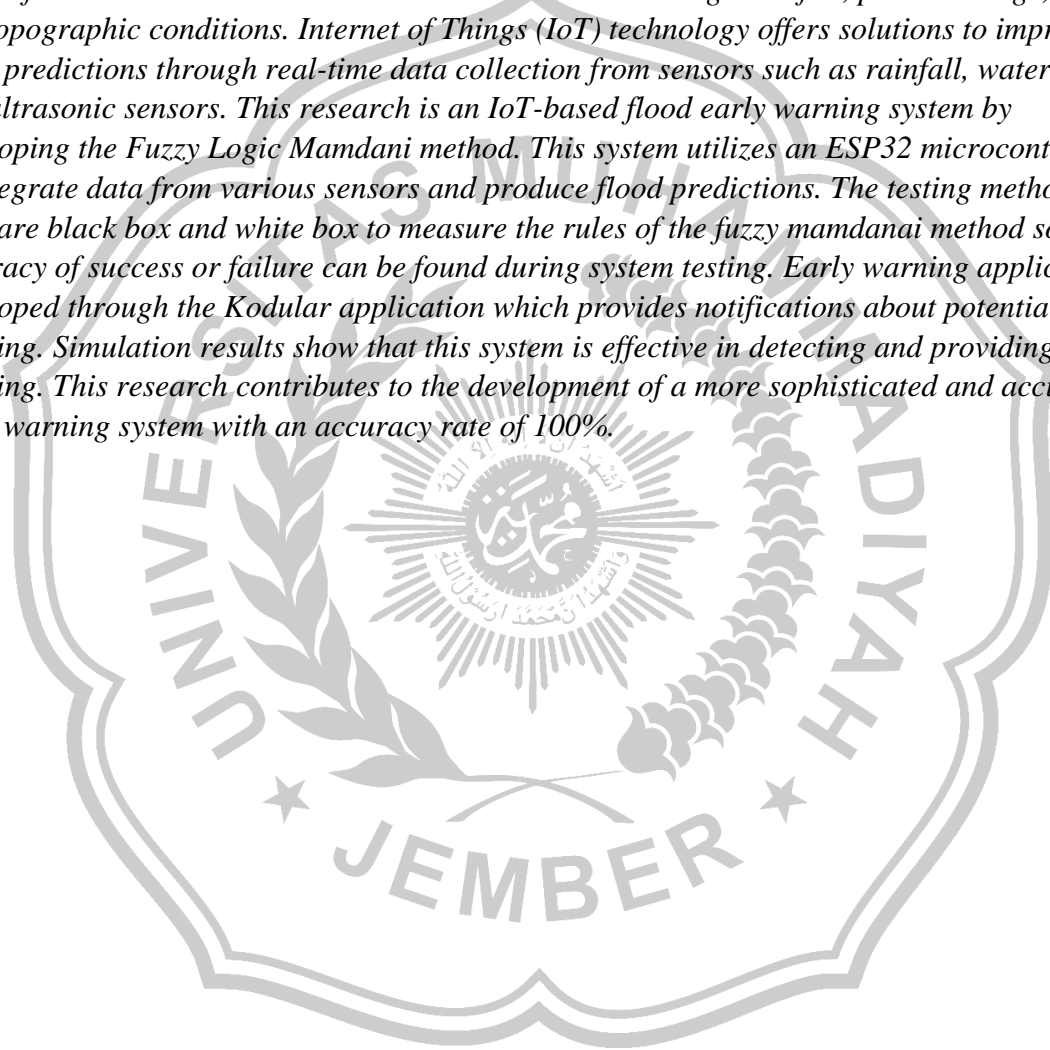 opographic conditions. Internet of Things (IoT) technology offers solutions to impr
predictions through real-time data collection from sensors such as rainfall, water
ltrasonic sensors. This research is an IoT-based flood early warning system by
oping the Fuzzy Logic Mamdani method. This system utilizes an ESP32 microcont
egrate data from various sensors and produce flood predictions. The testing metho
are black box and white box to measure the rules of the fuzzy mamdanai method so
racy of success or failure can be found during system testing. Early warning applic
oped through the Kodular application which provides notifications about potential
ing. Simulation results show that this system is effective in detecting and providing
ing. This research contributes to the development of a more sophisticated and accu
warning system with an accuracy rate of 100%.
UNIVERSITAS MUHAMMADIYAH
JEMBER